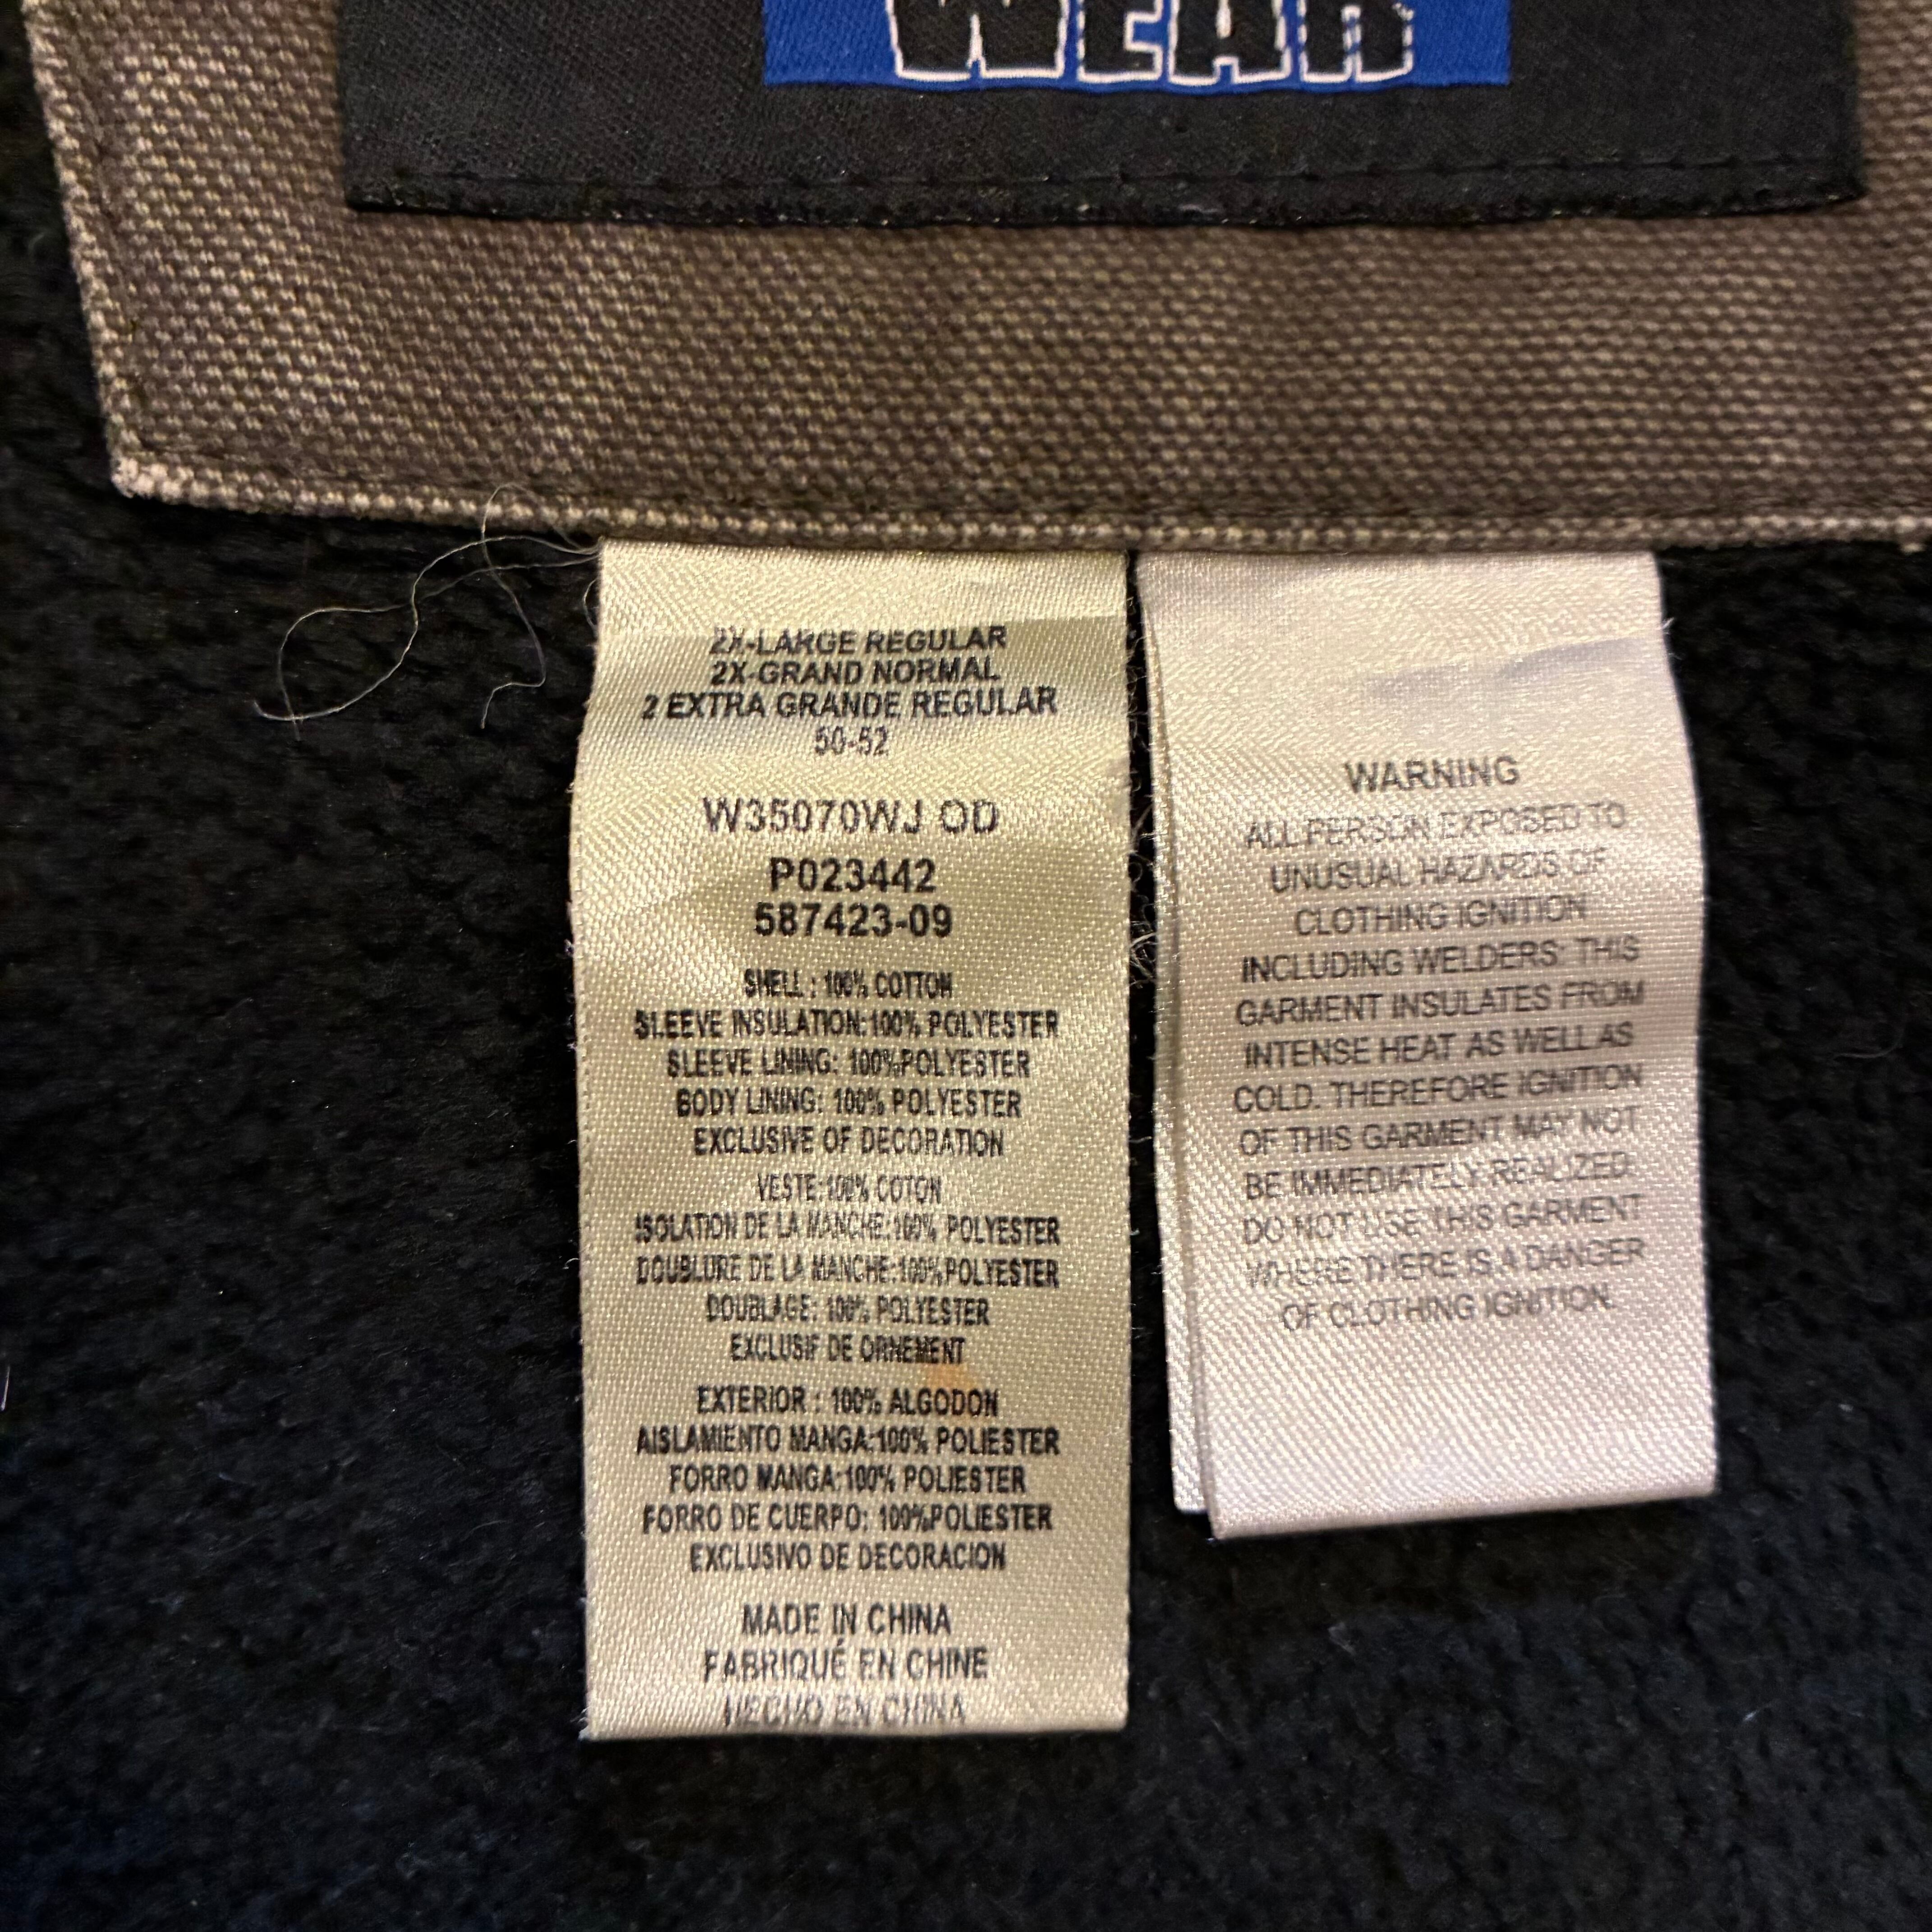 WEAR
2X-LARGE REGULAR
2X-GRAND NORMAL
2 EXTRA GRANDE REGULAR
50-52
W35070WJ OD
P023442
587423-09
SHELL : 100% COTTON
SLEEVE INSULATION:100% POLYESTER
SLEEVE LINING: 100%POLYESTER
BODY LINING: 100% POLYESTER
EXCLUSIVE OF DECORATION
VESTE:100% COTON
ISOLATION DE LA MANCHE:100% POLYESTER
DOUBLURE DE LA MANCHE:100%POLYESTER
DOUBLAGE: 100% POLYESTER
EXCLUSIF DE ORNEMENT
EXTERIOR : 100% ALGODON
AISLAMIENTO MANGA:100% POLIESTER
FORRO MANGA:100% POLIESTER
FORRO DE CUERPO: 100%POLIESTER
EXCLUSIVO DE DECORACION
MADE IN CHINA
FABRIQUÉ EN CHINE
HECHO EN CHINA
WARNING
ALL PERSON EXPOSED TO
UNUSUAL HAZARDS OF
CLOTHING IGNITION
INCLUDING WELDERS: THIS
GARMENT INSULATES FROM
INTENSE HEAT AS WELL AS
COLD. THEREFORE IGNITION
OF THIS GARMENT MAY NOT
BE IMMEDIATELY REALIZED.
DO NOT USE THIS GARMENT
WHERE THERE IS A DANGER
OF CLOTHING IGNITION.